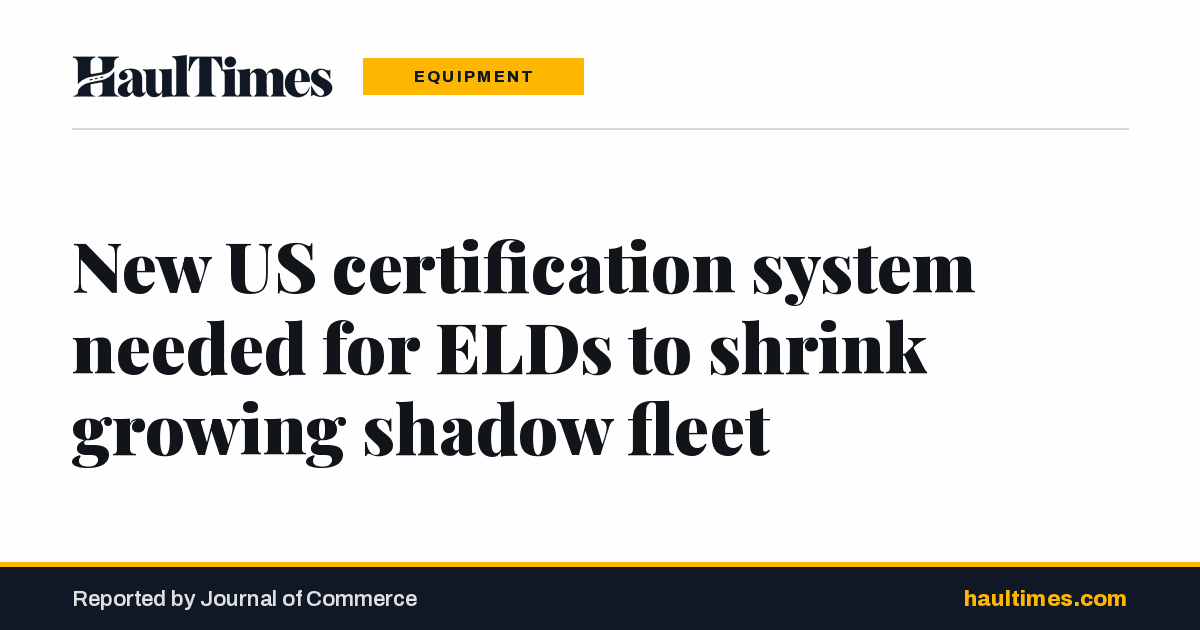 HaulTimes
EQUIPMENT
New US certification system
needed for ELDs to shrink
growing shadow fleet
Reported by Journal of Commerce
haultimes.com